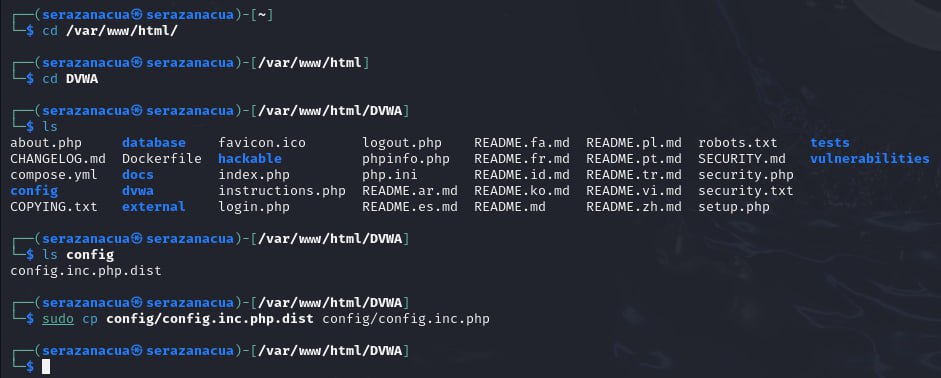 ┌──(serazanacua㉿serazanacua)-[~]
└─$ cd /var/www/html/
┌──(serazanacua㉿serazanacua)-[/var/www/html]
└─$ cd DVWA
┌──(serazanacua㉿serazanacua)-[/var/www/html/DVWA]
└─$ ls
about.php database favicon.ico logout.php README.fa.md README.pl.md robots.txt tests
CHANGELOG.md Dockerfile hackable phpinfo.php README.fr.md README.pt.md SECURITY.md vulnerabilities
compose.yml docs index.php php.ini README.id.md README.tr.md security.php
config dvwa instructions.php README.ar.md README.ko.md README.vi.md security.txt
COPYING.txt external login.php README.es.md README.md README.zh.md setup.php
┌──(serazanacua㉿serazanacua)-[/var/www/html/DVWA]
└─$ ls config
config.inc.php.dist
┌──(serazanacua㉿serazanacua)-[/var/www/html/DVWA]
└─$ sudo cp config/config.inc.php.dist config/config.inc.php
┌──(serazanacua㉿serazanacua)-[/var/www/html/DVWA]
└─$